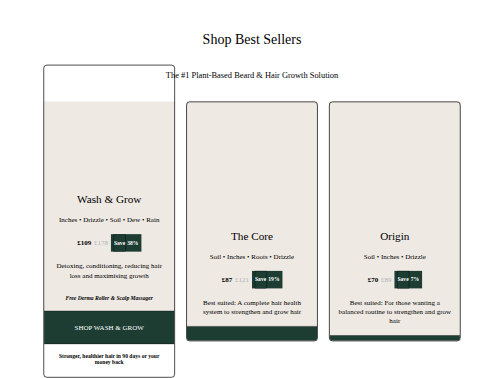 Shop Best Sellers
The #1 Plant-Based Beard & Hair Growth Solution
Wash & Grow
Inches • Drizzle • Soil • Dew • Rain
£109 £178 Save 38%
Detoxing, conditioning, reducing hair
loss and maximising growth
Free Derma Roller & Scalp Massager
SHOP WASH & GROW
Stronger, healthier hair in 90 days or your
money back
The Core
Soil • Inches • Roots • Drizzle
£87 Save 19%
Best suited: A complete hair health
system to strengthen and grow hair
Origin
Soil • Inches • Drizzle
£70 Save 7%
Best suited: For those wanting a
balanced routine to strengthen and grow
hair